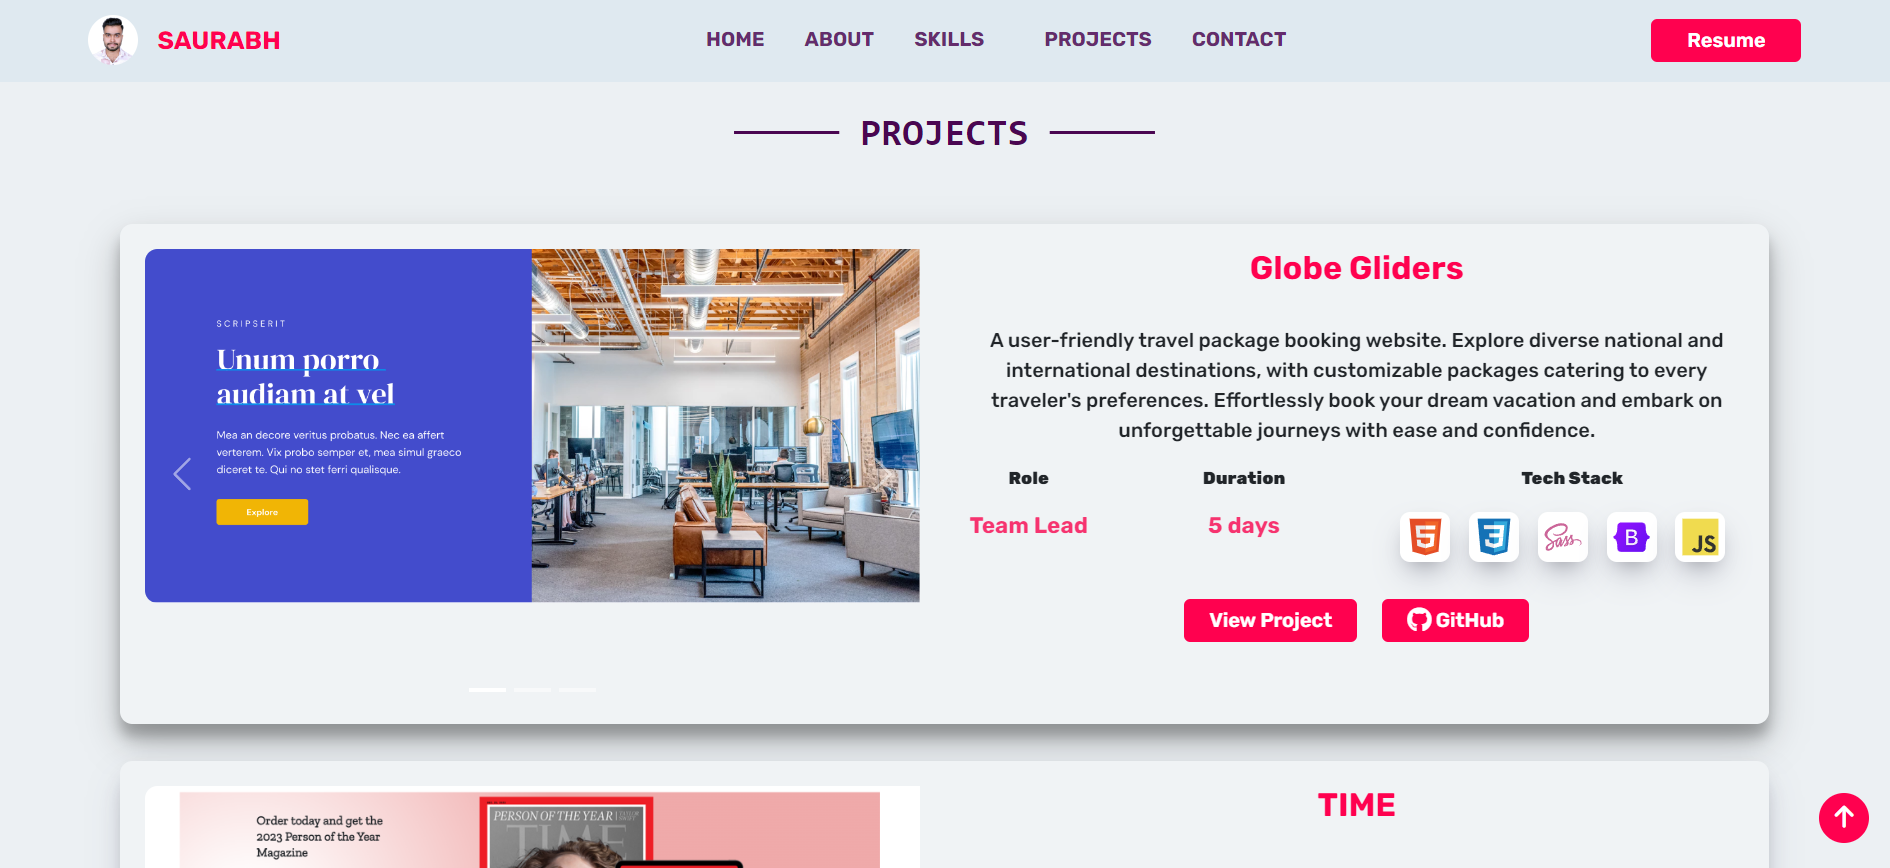 SAURABH
HOME ABOUT SKILLS PROJECTS CONTACT
Resume
PROJECTS
SCRIPSERIT
Unum porro
audiam at vel
Mea an decore veritus probatus. Nec ea affert
verterem. Vix probo semper et, mea simul graeco
diceret te. Qui no stet ferri qualisque.
Explore
Globe Gliders
A user-friendly travel package booking website. Explore diverse national and
international destinations, with customizable packages catering to every
traveler's preferences. Effortlessly book your dream vacation and embark on
unforgettable journeys with ease and confidence.
Role Duration Tech Stack
Team Lead 5 days
5 3 Sass B JS
View Project GitHub
Order today and get the
2023 Person of the Year
Magazine
PERSON OF THE YEAR
TIME
TIME